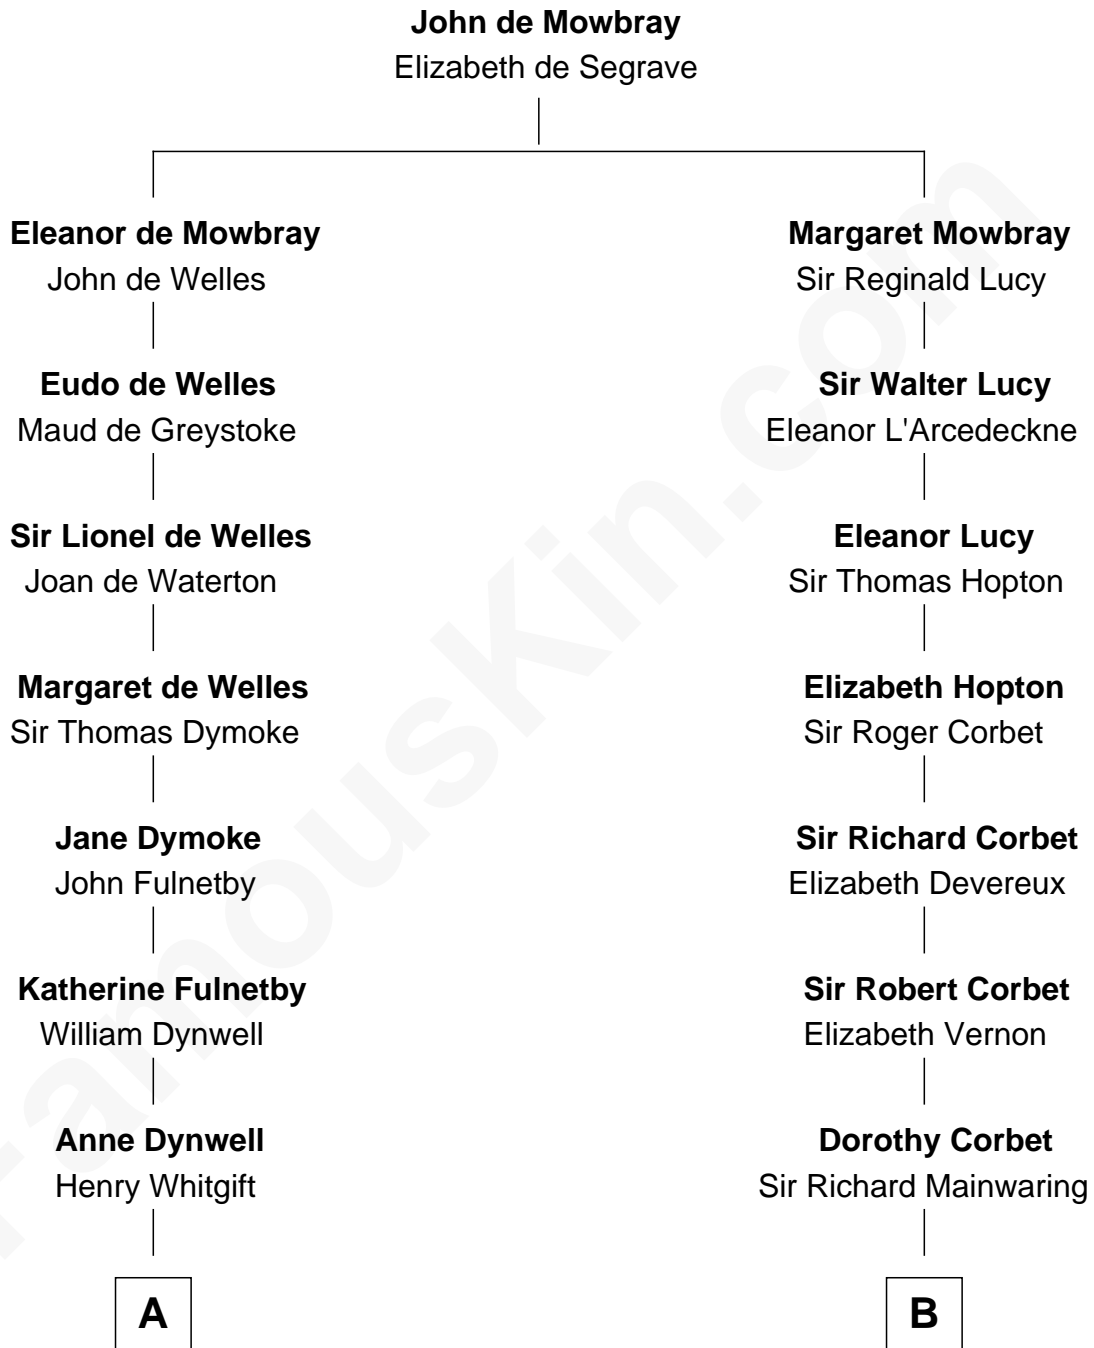 John de Mowbray
Elizabeth de Segrave
Eleanor de Mowbray
John de Welles
Margaret Mowbray
Sir Reginald Lucy
Eudo de Welles
Maud de Greystoke
Sir Walter Lucy
Eleanor L'Arcedeckne
Sir Lionel de Welles
Joan de Waterton
Eleanor Lucy
Sir Thomas Hopton
Margaret de Welles
Sir Thomas Dymoke
Elizabeth Hopton
Sir Roger Corbet
Jane Dymoke
John Fulnetby
Sir Richard Corbet
Elizabeth Devereux
Katherine Fulnetby
William Dynwell
Sir Robert Corbet
Elizabeth Vernon
Anne Dynwell
Henry Whitgift
Dorothy Corbet
Sir Richard Mainwaring
A
B
FamousKin.com